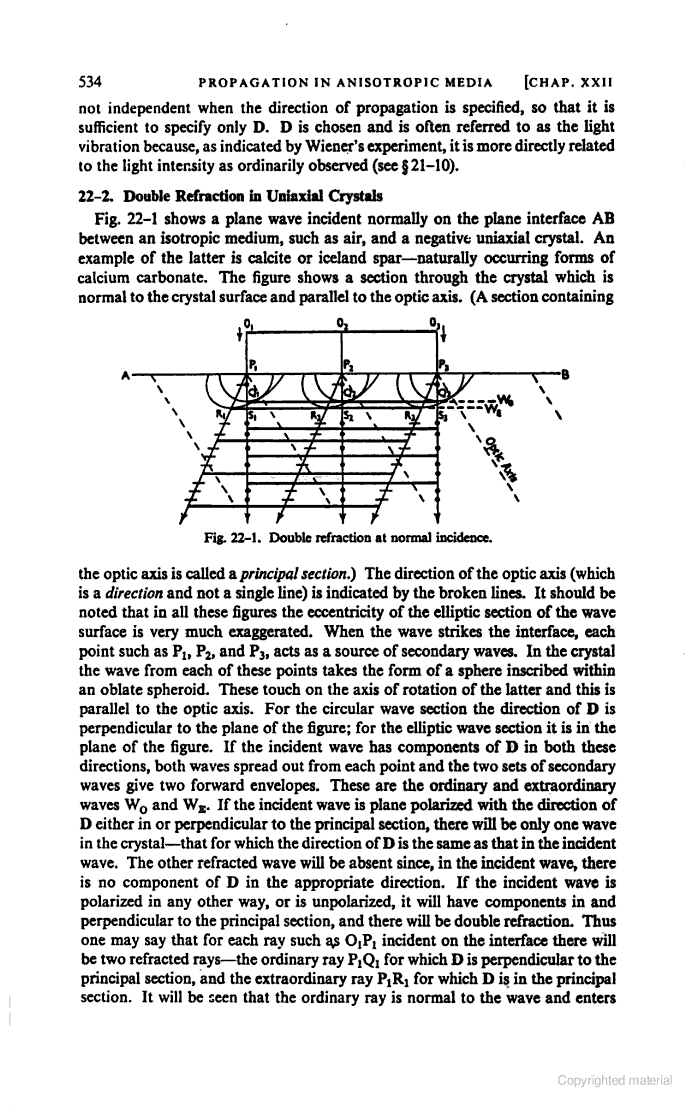 534 PROPAGATION IN ANISOTROPIC MEDIA [CHAP. XXII
not independent when the direction of propagation is specified, so that it is
sufficient to specify only D. D is chosen and is often referred to as the light
vibration because, as indicated by Wiener's experiment, it is more directly related
to the light intensity as ordinarily observed (see § 21–10).
22–2. Double Refraction in Uniaxial Crystals
Fig. 22–1 shows a plane wave incident normally on the plane interface AB
between an isotropic medium, such as air, and a negative uniaxial crystal. An
example of the latter is calcite or iceland spar—naturally occurring forms of
calcium carbonate. The figure shows a section through the crystal which is
normal to the crystal surface and parallel to the optic axis. (A section containing
O₁ O₂ O₃
P₁ P₂ P₃
A B
Q₁ Q₂ Q₃
W₀
R₁ S₁ R₂ S₂ R₃ S₃ W_E
Optic Axis
Fig. 22–1. Double refraction at normal incidence.
the optic axis is called a principal section.) The direction of the optic axis (which
is a direction and not a single line) is indicated by the broken lines. It should be
noted that in all these figures the eccentricity of the elliptic section of the wave
surface is very much exaggerated. When the wave strikes the interface, each
point such as P₁, P₂, and P₃, acts as a source of secondary waves. In the crystal
the wave from each of these points takes the form of a sphere inscribed within
an oblate spheroid. These touch on the axis of rotation of the latter and this is
parallel to the optic axis. For the circular wave section the direction of D is
perpendicular to the plane of the figure; for the elliptic wave section it is in the
plane of the figure. If the incident wave has components of D in both these
directions, both waves spread out from each point and the two sets of secondary
waves give two forward envelopes. These are the ordinary and extraordinary
waves W_O and W_E. If the incident wave is plane polarized with the direction of
D either in or perpendicular to the principal section, there will be only one wave
in the crystal—that for which the direction of D is the same as that in the incident
wave. The other refracted wave will be absent since, in the incident wave, there
is no component of D in the appropriate direction. If the incident wave is
polarized in any other way, or is unpolarized, it will have components in and
perpendicular to the principal section, and there will be double refraction. Thus
one may say that for each ray such as O₁P₁ incident on the interface there will
be two refracted rays—the ordinary ray P₁Q₁ for which D is perpendicular to the
principal section, and the extraordinary ray P₁R₁ for which D is in the principal
section. It will be seen that the ordinary ray is normal to the wave and enters
Copyrighted material